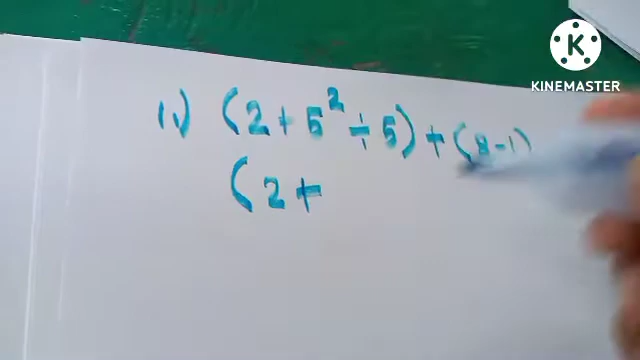 KINEMASTER
1.) (2 + 5² ÷ 5) + (8 - 1)
(2 +